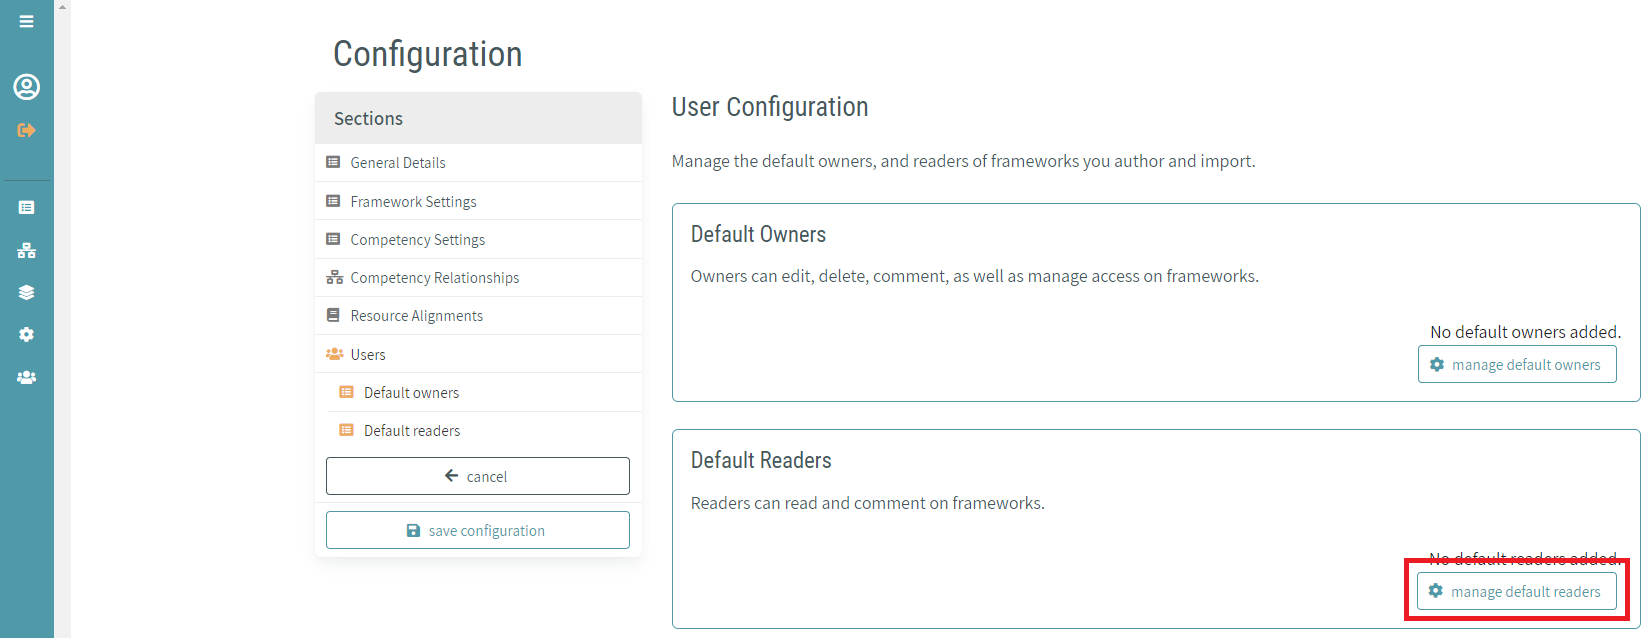 Configuration
Sections
General Details
Framework Settings
Competency Settings
Competency Relationships
Resource Alignments
Users
Default owners
Default readers
cancel
save configuration
User Configuration
Manage the default owners, and readers of frameworks you author and import.
Default Owners
Owners can edit, delete, comment, as well as manage access on frameworks.
No default owners added.
manage default owners
Default Readers
Readers can read and comment on frameworks.
No default readers added.
manage default readers